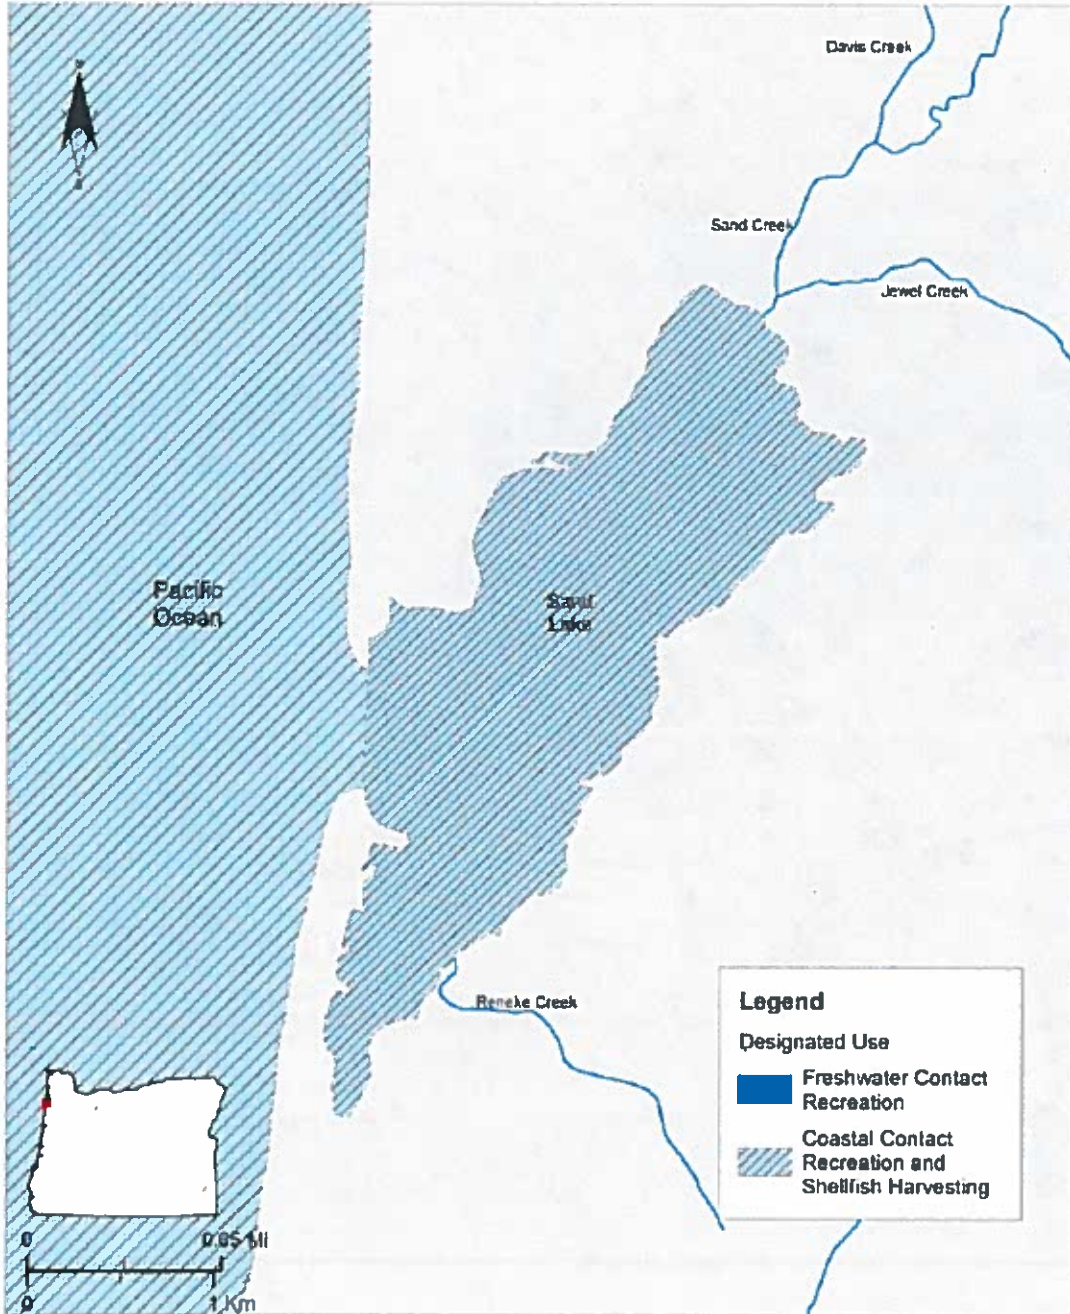 Davis Creek
Sand Creek
Jewel Creek
Pacific
Ocean
Sand
Lake
Reneke Creek
Legend
Designated Use
Freshwater Contact
Recreation
Coastal Contact
Recreation and
Shellfish Harvesting
0
Mi
0
1 Km